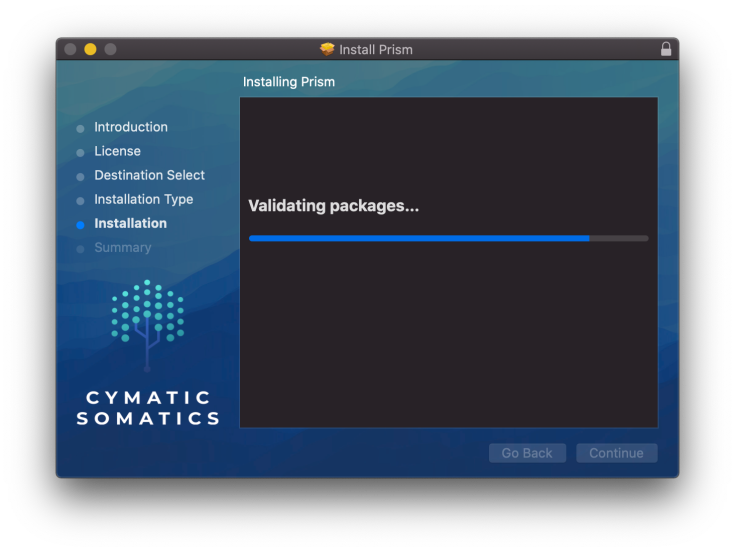 Install Prism
Installing Prism
Introduction
License
Destination Select
Installation Type
Installation
Summary
Validating packages...
CYMATIC
SOMATICS
Go Back
Continue